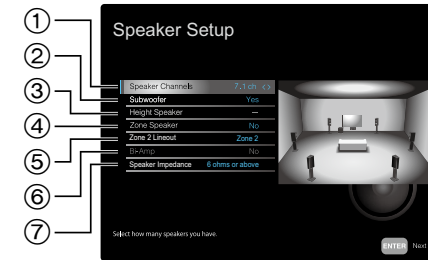 Speaker Setup
① Speaker Channels 7.1 ch <>
② Subwoofer Yes
③ Height Speaker —
④ Zone Speaker No
⑤ Zone 2 Lineout Zone 2
⑥ Bi-Amp No
⑦ Speaker Impedance 6 ohms or above
Select how many speakers you have.
ENTER Next